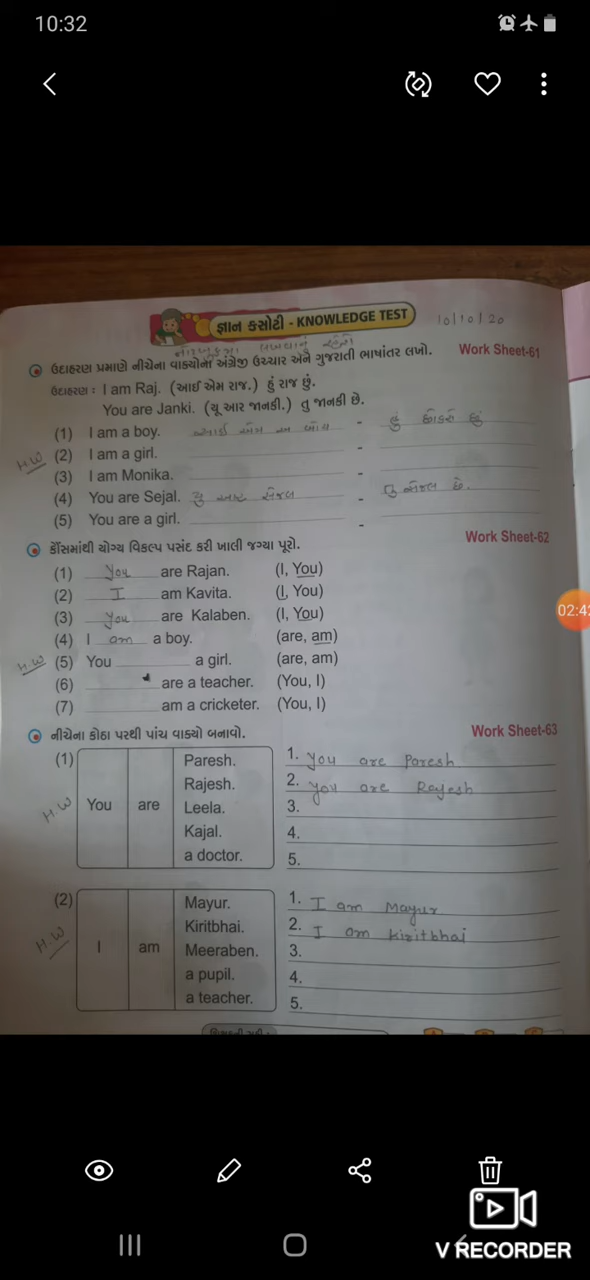 10:32
જ્ઞાન કસોટી - KNOWLEDGE TEST
10/10/20
ઉદાહરણ પ્રમાણે નીચેના વાક્યોના અંગ્રેજી ઉચ્ચાર અને ગુજરાતી ભાષાંતર લખો. Work Sheet-61
ઉદાહરણ : I am Raj. (આઈ એમ રાજ.) હું રાજ છું.
You are Janki. (યૂ આર જાનકી.) તુ જાનકી છે.
(1) I am a boy. આઈ એમ અ બોય - હું છોકરો છું
H.W (2) I am a girl. -
(3) I am Monika. -
(4) You are Sejal. યુ આર સેજલ - તુ સેજલ છે.
(5) You are a girl. -
કૌંસમાંથી યોગ્ય વિકલ્પ પસંદ કરી ખાલી જગ્યા પૂરો. Work Sheet-62
(1) You are Rajan. (I, You)
(2) I am Kavita. (I, You)
(3) You are Kalaben. (I, You)
(4) I am a boy. (are, am)
H.W (5) You a girl. (are, am)
(6) are a teacher. (You, I)
(7) am a cricketer. (You, I)
02:42
નીચેના કોઠા પરથી પાંચ વાક્યો બનાવો. Work Sheet-63
(1) Paresh. 1. You are Paresh
Rajesh. 2. You are Rajesh
H.W You are Leela. 3.
Kajal. 4.
a doctor. 5.
(2) Mayur. 1. I am Mayur
Kiritbhai. 2. I am kiritbhai
H.W I am Meeraben. 3.
a pupil. 4.
a teacher. 5.
V RECORDER